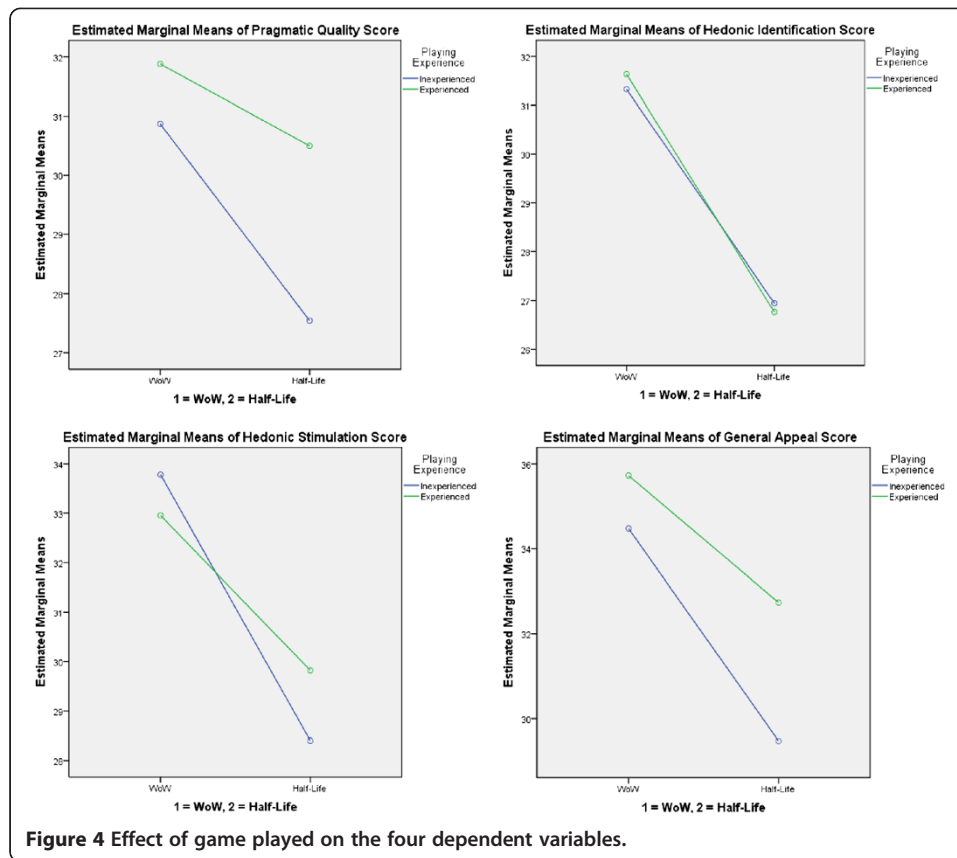 Estimated Marginal Means of Pragmatic Quality Score
Playing
Experience
Inexperienced
Experienced
Estimated Marginal Means
32
31
30
29
28
27
WoW
Half-Life
1 = WoW, 2 = Half-Life
Estimated Marginal Means of Hedonic Identification Score
Playing
Experience
Inexperienced
Experienced
Estimated Marginal Means
32
31
30
29
28
27
26
WoW
Half-Life
1 = WoW, 2 = Half-Life
Estimated Marginal Means of Hedonic Stimulation Score
Playing
Experience
Inexperienced
Experienced
Estimated Marginal Means
34
33
32
31
30
29
28
WoW
Half-Life
1 = WoW, 2 = Half-Life
Estimated Marginal Means of General Appeal Score
Playing
Experience
Inexperienced
Experienced
Estimated Marginal Means
36
34
32
30
WoW
Half-Life
1 = WoW, 2 = Half-Life
Figure 4 Effect of game played on the four dependent variables.